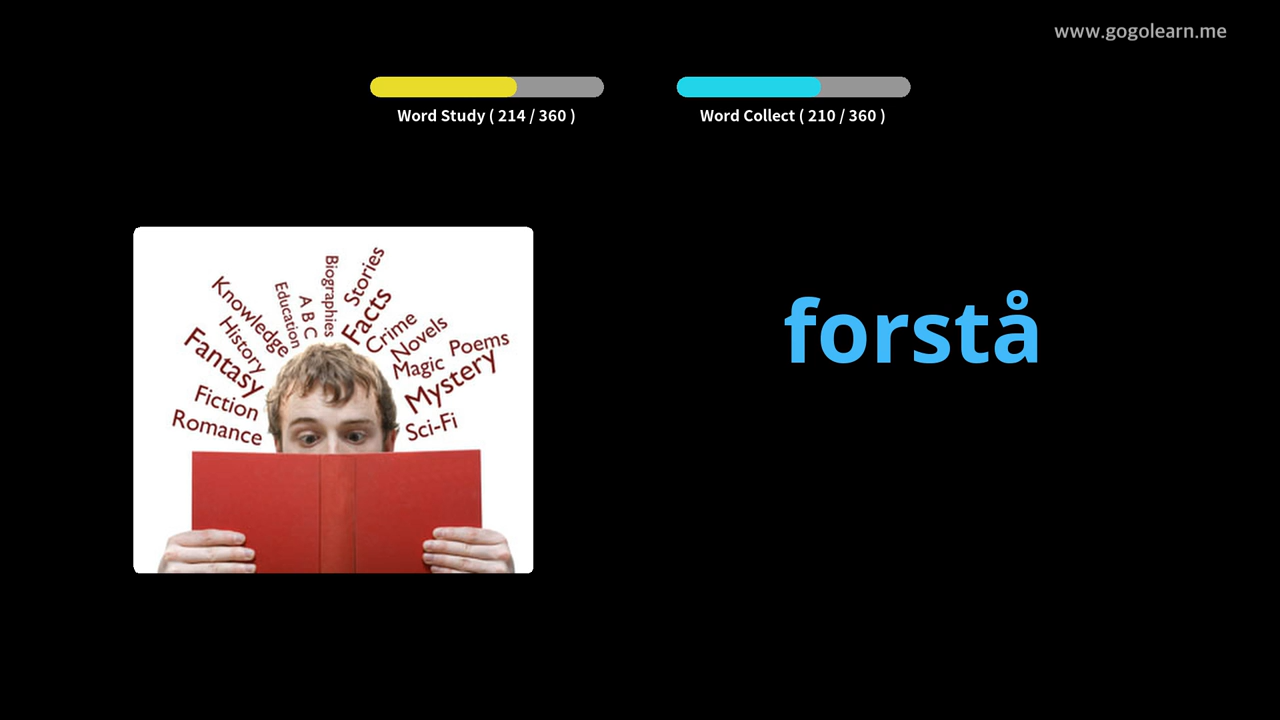 www.gogolearn.me
Word Study ( 214 / 360 )
Word Collect ( 210 / 360 )
forstå
Romance
Fiction
Fantasy
History
Knowledge
Education
A B C
Biographies
Stories
Facts
Crime
Novels
Magic
Poems
Mystery
Sci-Fi